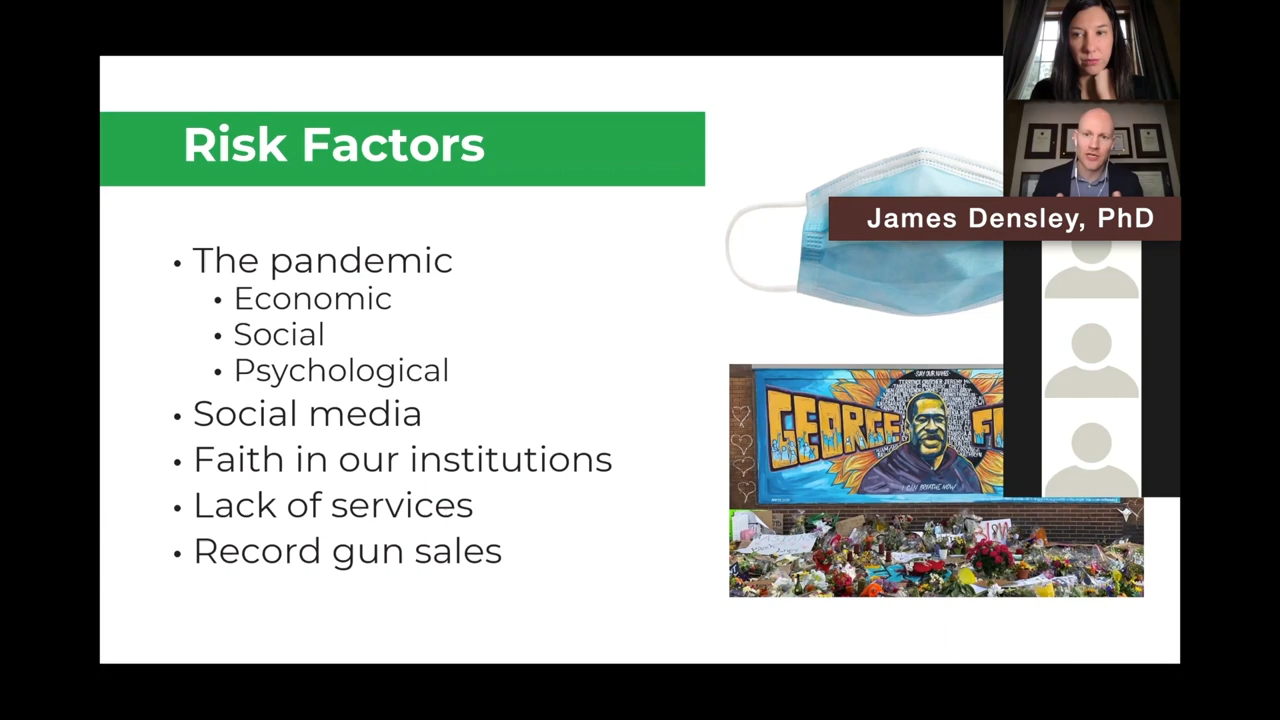 Risk Factors
James Densley, PhD
• The pandemic
• Economic
• Social
• Psychological
• Social media
• Faith in our institutions
• Lack of services
• Record gun sales
SAY OUR NAMES
GEORGE
I CAN BREATHE NOW